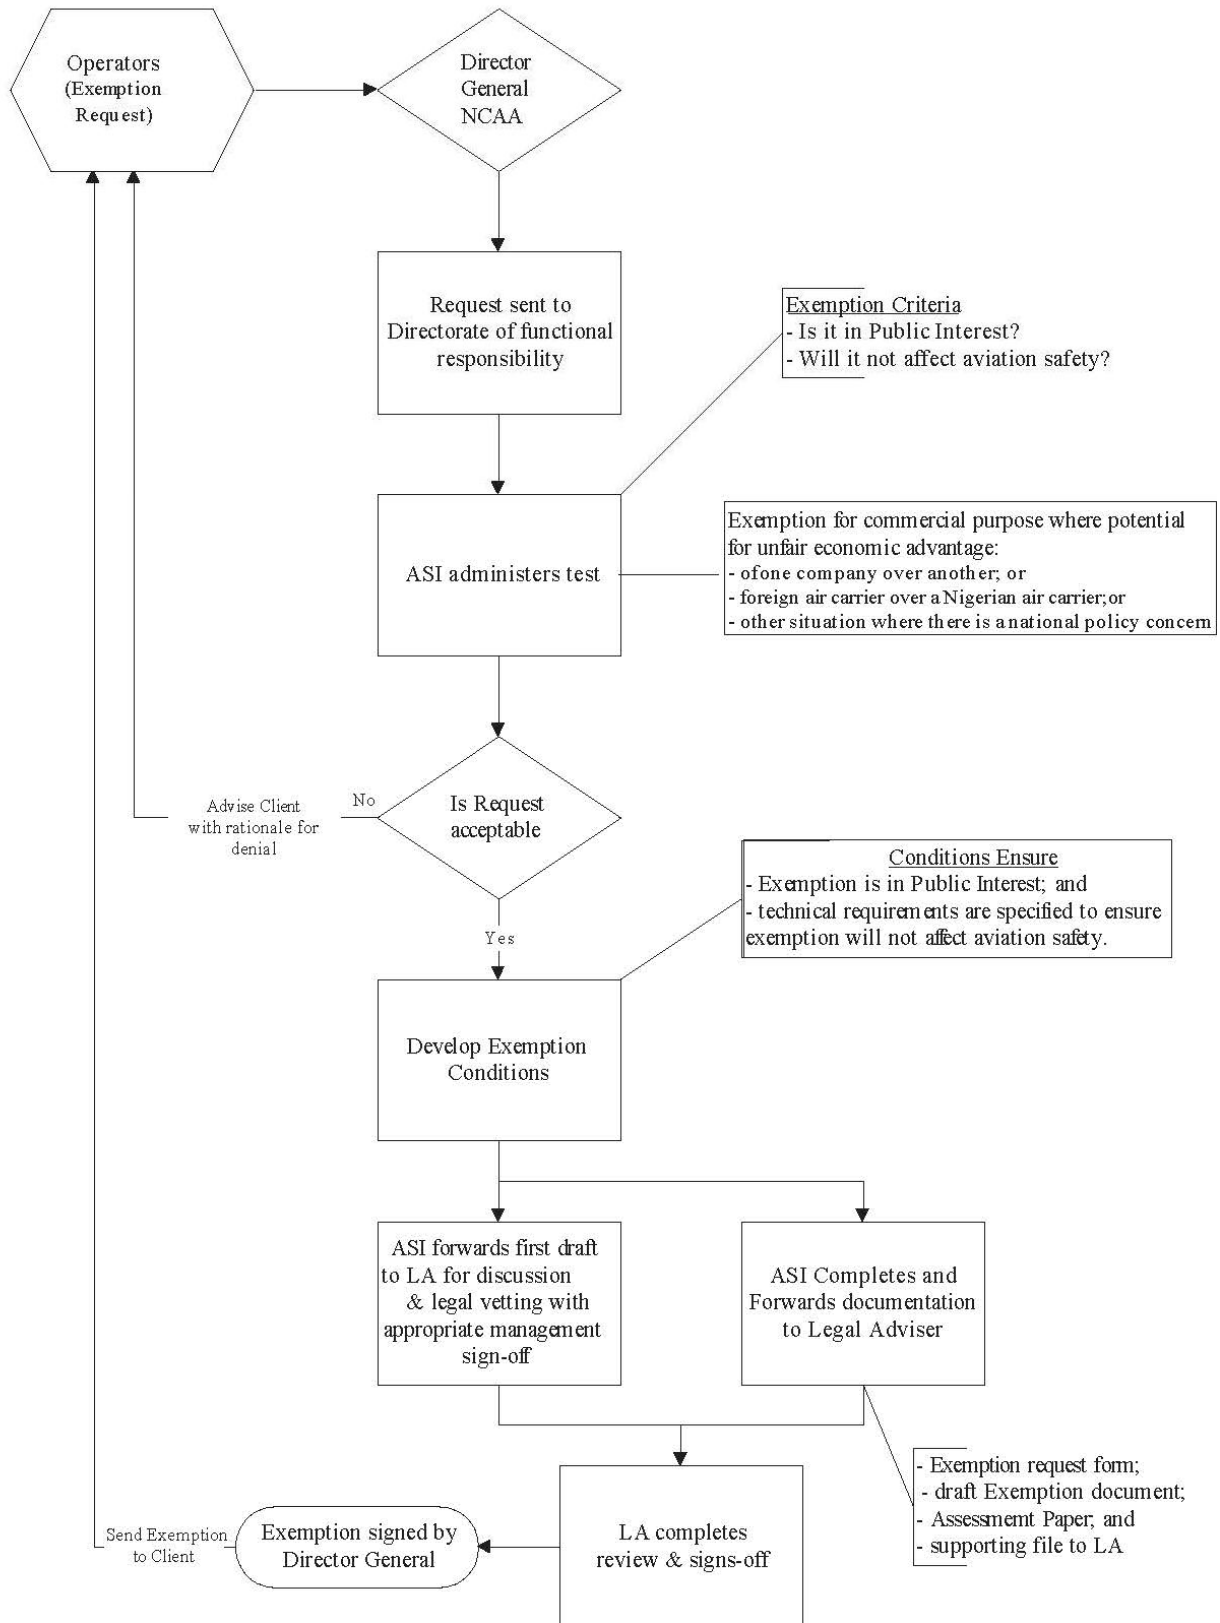 Operators
(Exemption
Request)
Director
General
NCAA
Request sent to
Directorate of functional
responsibility
Exemption Criteria
- Is it in Public Interest?
- Will it not affect aviation safety?
ASI administers test
Exemption for commercial purpose where potential
for unfair economic advantage:
- ofone company over another; or
- foreign air carrier over a Nigerian air carrier;or
- other situation where there is a national policy concern
Is Request
acceptable
No
Advise Client
with rationale for
denial
Yes
Conditions Ensure
- Exemption is in Public Interest; and
- technical requirements are specified to ensure
exemption will not affect aviation safety.
Develop Exemption
Conditions
ASI forwards first draft
to LA for discussion
& legal vetting with
appropriate management
sign-off
ASI Completes and
Forwards documentation
to Legal Adviser
- Exemption request form;
- draft Exemption document;
- Assessmemt Paper; and
- supporting file to LA
LA completes
review & signs-off
Exemption signed by
Director General
Send Exemption
to Client